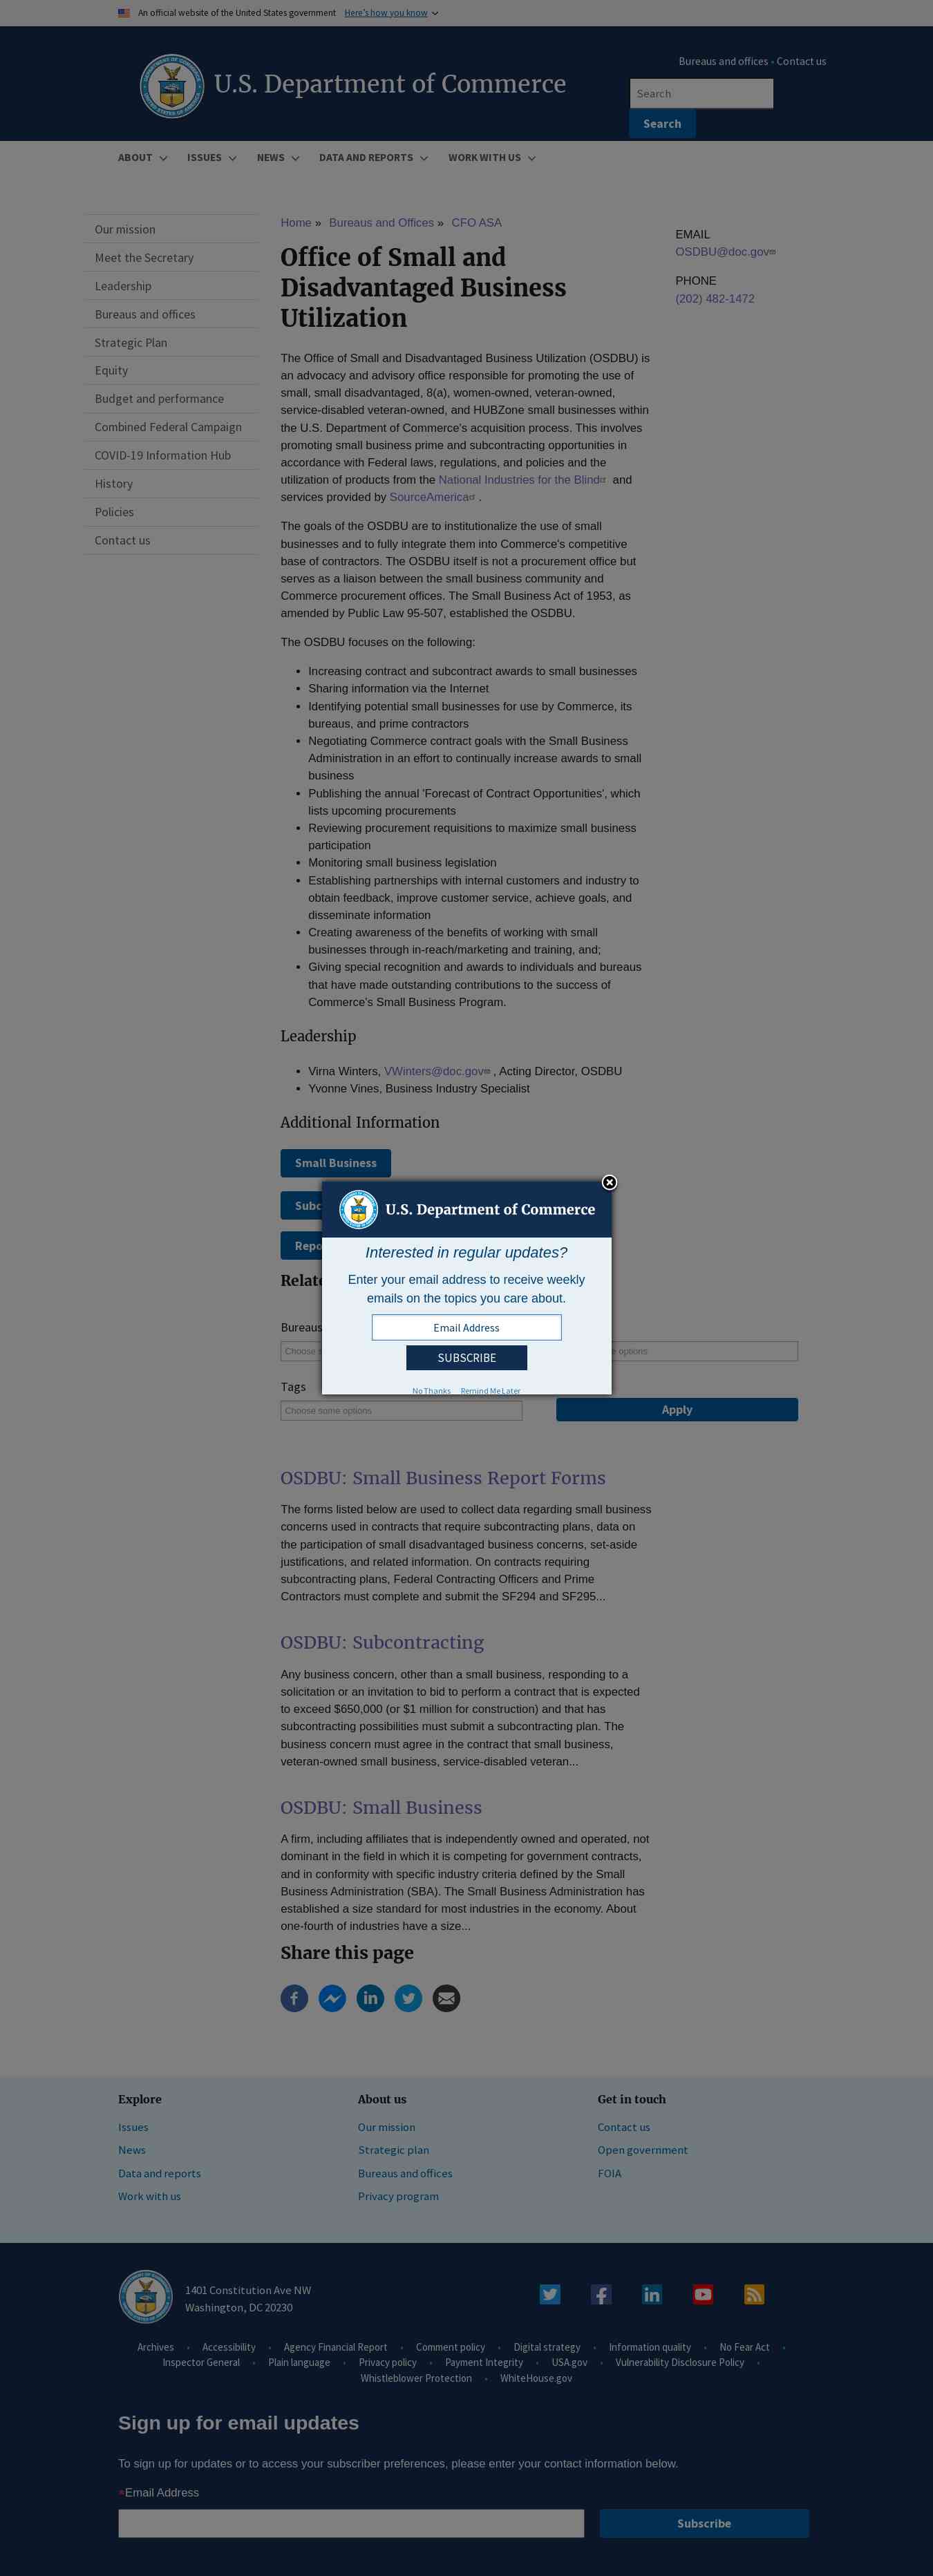 An official website of the United States government Here's how you know
Bureaus and offices • Contact us
U.S. Department of Commerce
Search
Search
ABOUT ISSUES NEWS DATA AND REPORTS WORK WITH US
Our mission
Meet the Secretary
Leadership
Bureaus and offices
Strategic Plan
Equity
Budget and performance
Combined Federal Campaign
COVID-19 Information Hub
History
Policies
Contact us
Home » Bureaus and Offices » CFO ASA
Office of Small and
Disadvantaged Business
Utilization
The Office of Small and Disadvantaged Business Utilization (OSDBU) is
an advocacy and advisory office responsible for promoting the use of
small, small disadvantaged, 8(a), women-owned, veteran-owned,
service-disabled veteran-owned, and HUBZone small businesses within
the U.S. Department of Commerce's acquisition process. This involves
promoting small business prime and subcontracting opportunities in
accordance with Federal laws, regulations, and policies and the
utilization of products from the National Industries for the Blind and
services provided by SourceAmerica .
The goals of the OSDBU are to institutionalize the use of small
businesses and to fully integrate them into Commerce's competitive
base of contractors. The OSDBU itself is not a procurement office but
serves as a liaison between the small business community and
Commerce procurement offices. The Small Business Act of 1953, as
amended by Public Law 95-507, established the OSDBU.
The OSDBU focuses on the following:
• Increasing contract and subcontract awards to small businesses
• Sharing information via the Internet
• Identifying potential small businesses for use by Commerce, its
bureaus, and prime contractors
• Negotiating Commerce contract goals with the Small Business
Administration in an effort to continually increase awards to small
business
• Publishing the annual 'Forecast of Contract Opportunities', which
lists upcoming procurements
• Reviewing procurement requisitions to maximize small business
participation
• Monitoring small business legislation
• Establishing partnerships with internal customers and industry to
obtain feedback, improve customer service, achieve goals, and
disseminate information
• Creating awareness of the benefits of working with small
businesses through in-reach/marketing and training, and;
• Giving special recognition and awards to individuals and bureaus
that have made outstanding contributions to the success of
Commerce's Small Business Program.
Leadership
• Virna Winters, VWinters@doc.gov , Acting Director, OSDBU
• Yvonne Vines, Business Industry Specialist
Additional Information
Small Business
EMAIL
OSDBU@doc.gov
PHONE
(202) 482-1472
U.S. Department of Commerce
Interested in regular updates?
Enter your email address to receive weekly
emails on the topics you care about.
Email Address
SUBSCRIBE
No Thanks Remind Me Later
Bureaus
options
Tags
Choose some options
Apply
OSDBU: Small Business Report Forms
The forms listed below are used to collect data regarding small business
concerns used in contracts that require subcontracting plans, data on
the participation of small disadvantaged business concerns, set-aside
justifications, and related information. On contracts requiring
subcontracting plans, Federal Contracting Officers and Prime
Contractors must complete and submit the SF294 and SF295...
OSDBU: Subcontracting
Any business concern, other than a small business, responding to a
solicitation or an invitation to bid to perform a contract that is expected
to exceed $650,000 (or $1 million for construction) and that has
subcontracting possibilities must submit a subcontracting plan. The
business concern must agree in the contract that small business,
veteran-owned small business, service-disabled veteran...
OSDBU: Small Business
A firm, including affiliates that is independently owned and operated, not
dominant in the field in which it is competing for government contracts,
and in conformity with specific industry criteria defined by the Small
Business Administration (SBA). The Small Business Administration has
established a size standard for most industries in the economy. About
one-fourth of industries have a size...
Share this page
Explore
Issues
News
Data and reports
Work with us
About us
Our mission
Strategic plan
Bureaus and offices
Privacy program
Get in touch
Contact us
Open government
FOIA
1401 Constitution Ave NW
Washington, DC 20230
Archives • Accessibility • Agency Financial Report • Comment policy • Digital strategy • Information quality • No Fear Act •
Inspector General • Plain language • Privacy policy • Payment Integrity • USA.gov • Vulnerability Disclosure Policy •
Whistleblower Protection • WhiteHouse.gov
Sign up for email updates
To sign up for updates or to access your subscriber preferences, please enter your contact information below.
*Email Address
Subscribe